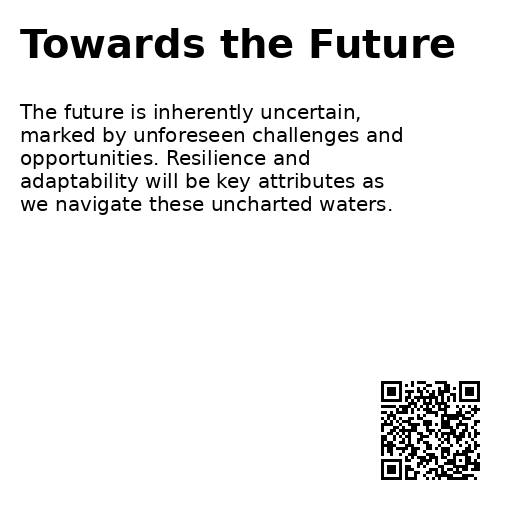 Towards the Future
The future is inherently uncertain,
marked by unforeseen challenges and
opportunities. Resilience and
adaptability will be key attributes as
we navigate these uncharted waters.